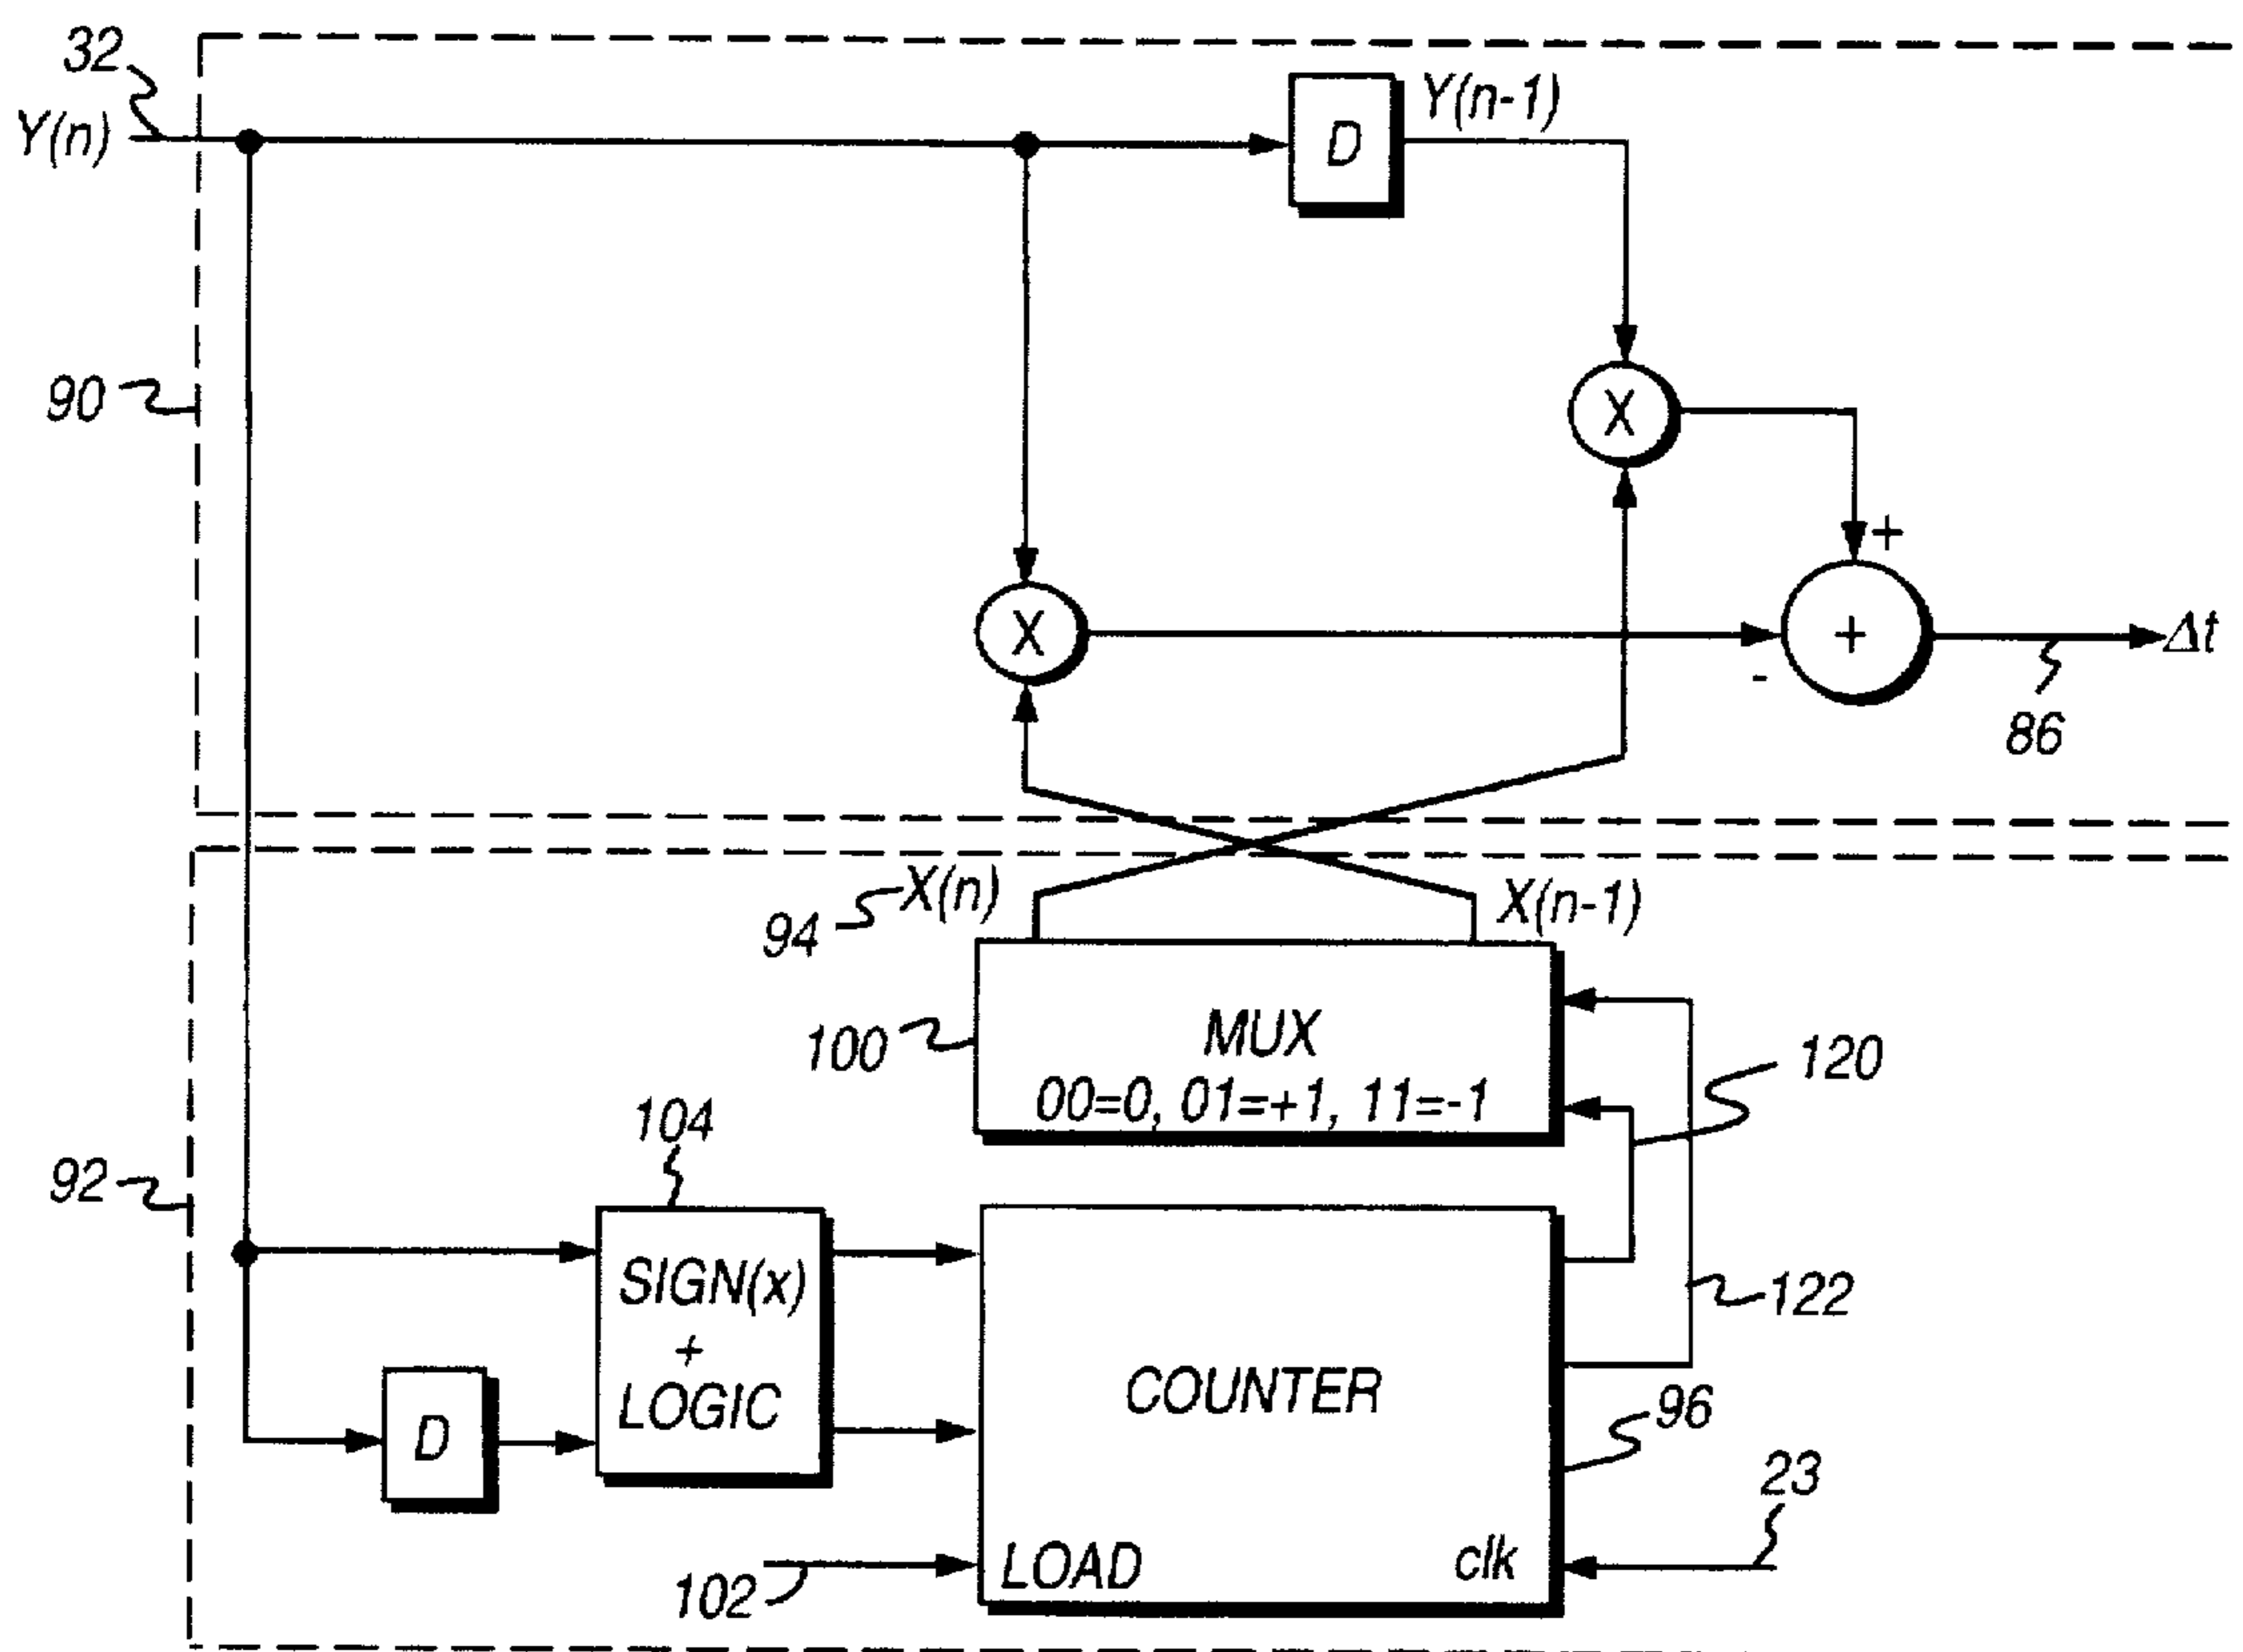 32
Y(n)
D
Y(n-1)
90
X
+
X
+
-
Δt
86
94
X(n)
X(n-1)
100
MUX
00=0, 01=+1, 11=-1
120
104
92
SIGN(x)
+
LOGIC
122
COUNTER
D
96
23
LOAD
clk
102